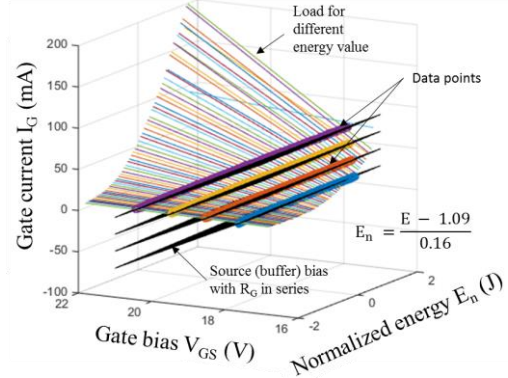 Load for
different
energy value
Data points
200
150
100
50
0
-50
-100
Gate current I_G (mA)
E_n = (E - 1.09) / 0.16
Source (buffer) bias
with R_G in series
22
20
18
16
Gate bias V_GS (V)
-2
0
2
Normalized energy E_n (J)